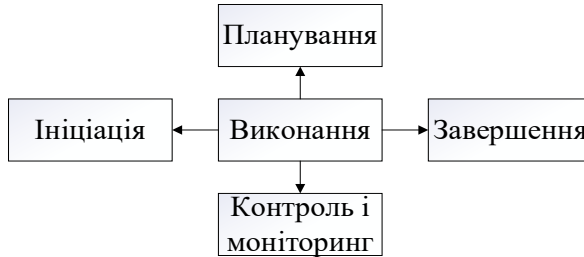 Планування
Ініціація
Виконання
Завершення
Контроль і
моніторинг